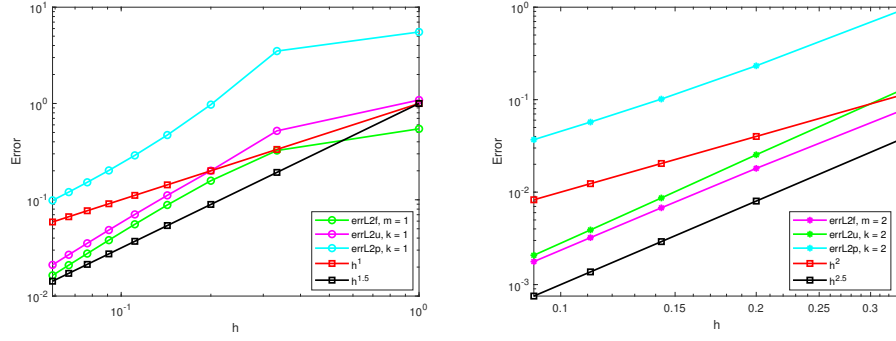 10^1
10^0
10^-1
10^-2
Error
10^-1
10^0
h
errL2f, m = 1
errL2u, k = 1
errL2p, k = 1
h^1
h^1.5
10^0
10^-1
10^-2
10^-3
Error
0.1
0.15
0.2
0.25
0.3
h
errL2f, m = 2
errL2u, k = 2
errL2p, k = 2
h^2
h^2.5